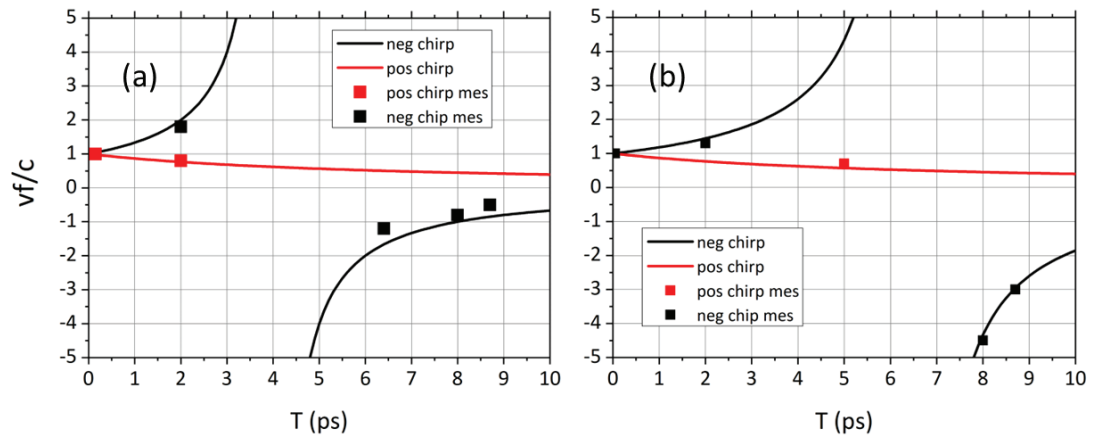 5
4
3
2
1
0
-1
-2
-3
-4
-5
vf/c
(a)
neg chirp
pos chirp
pos chirp mes
neg chip mes
0 1 2 3 4 5 6 7 8 9 10
T (ps)
5
4
3
2
1
0
-1
-2
-3
-4
-5
(b)
neg chirp
pos chirp
pos chirp mes
neg chip mes
0 1 2 3 4 5 6 7 8 9 10
T (ps)